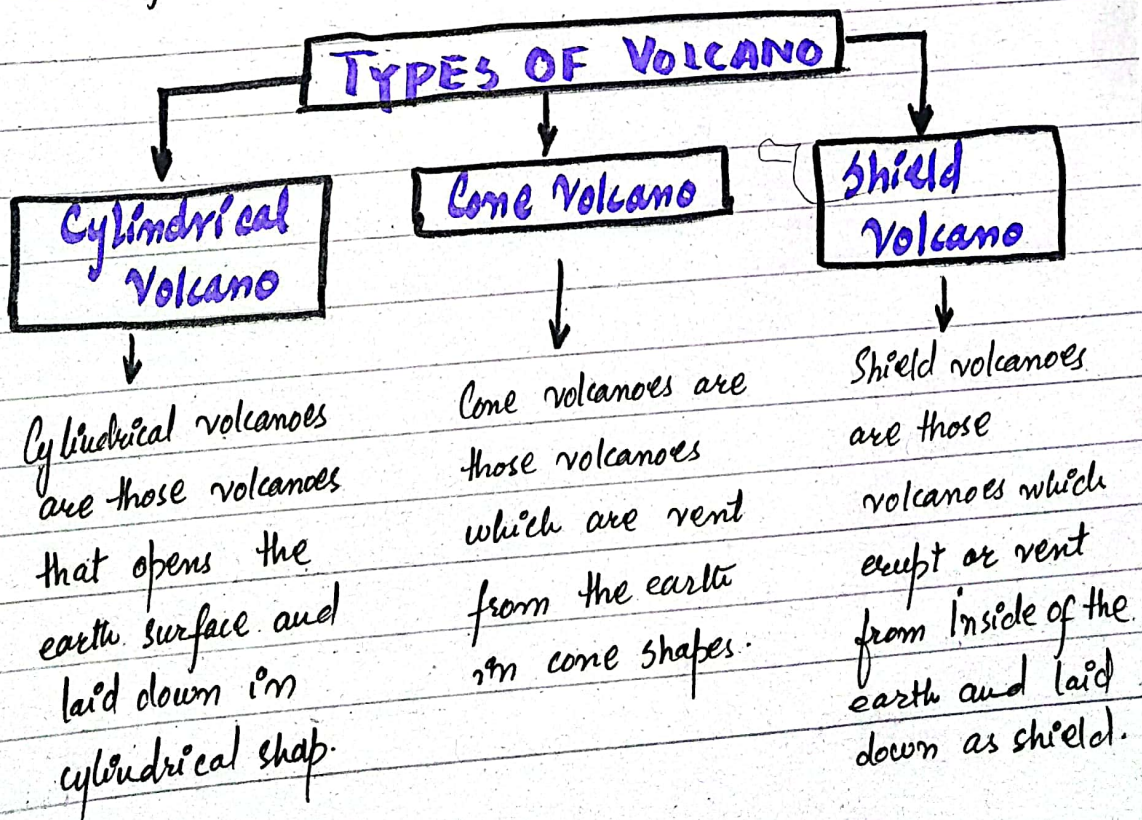 TYPES OF VOLCANO
Cylindrical
Volcano
Cone Volcano
Shield
Volcano
Cylindrical volcanoes
are those volcanoes
that opens the
earth surface and
laid down in
cylindrical shap.
Cone volcanoes are
those volcanoes
which are vent
from the earth
in cone shapes.
Shield volcanoes
are those
volcanoes which
erupt or vent
from inside of the
earth and laid
down as shield.